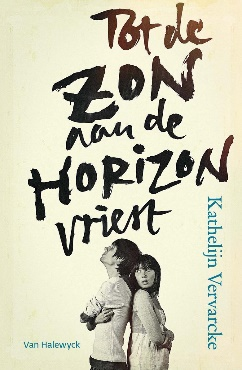 Tot de
ZON
aan de
HORIZON
vriest
Kathelijn Vervarcke
Van Halewyck